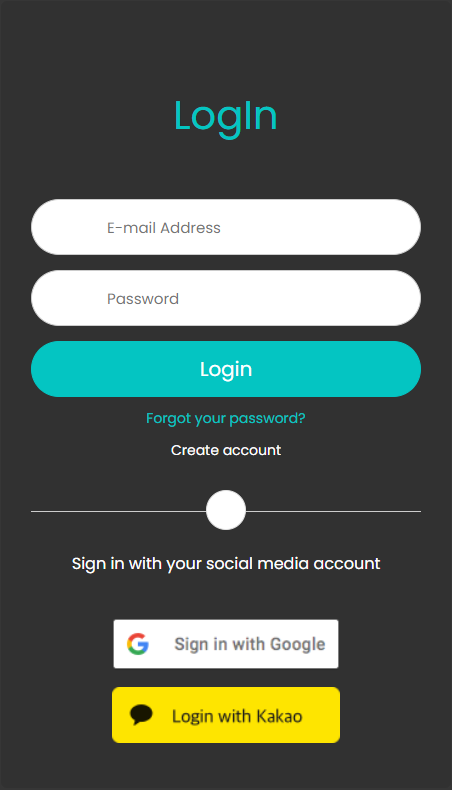 LogIn
E-mail Address
Password
Login
Forgot your password?
Create account
Sign in with your social media account
Sign in with Google
Login with Kakao